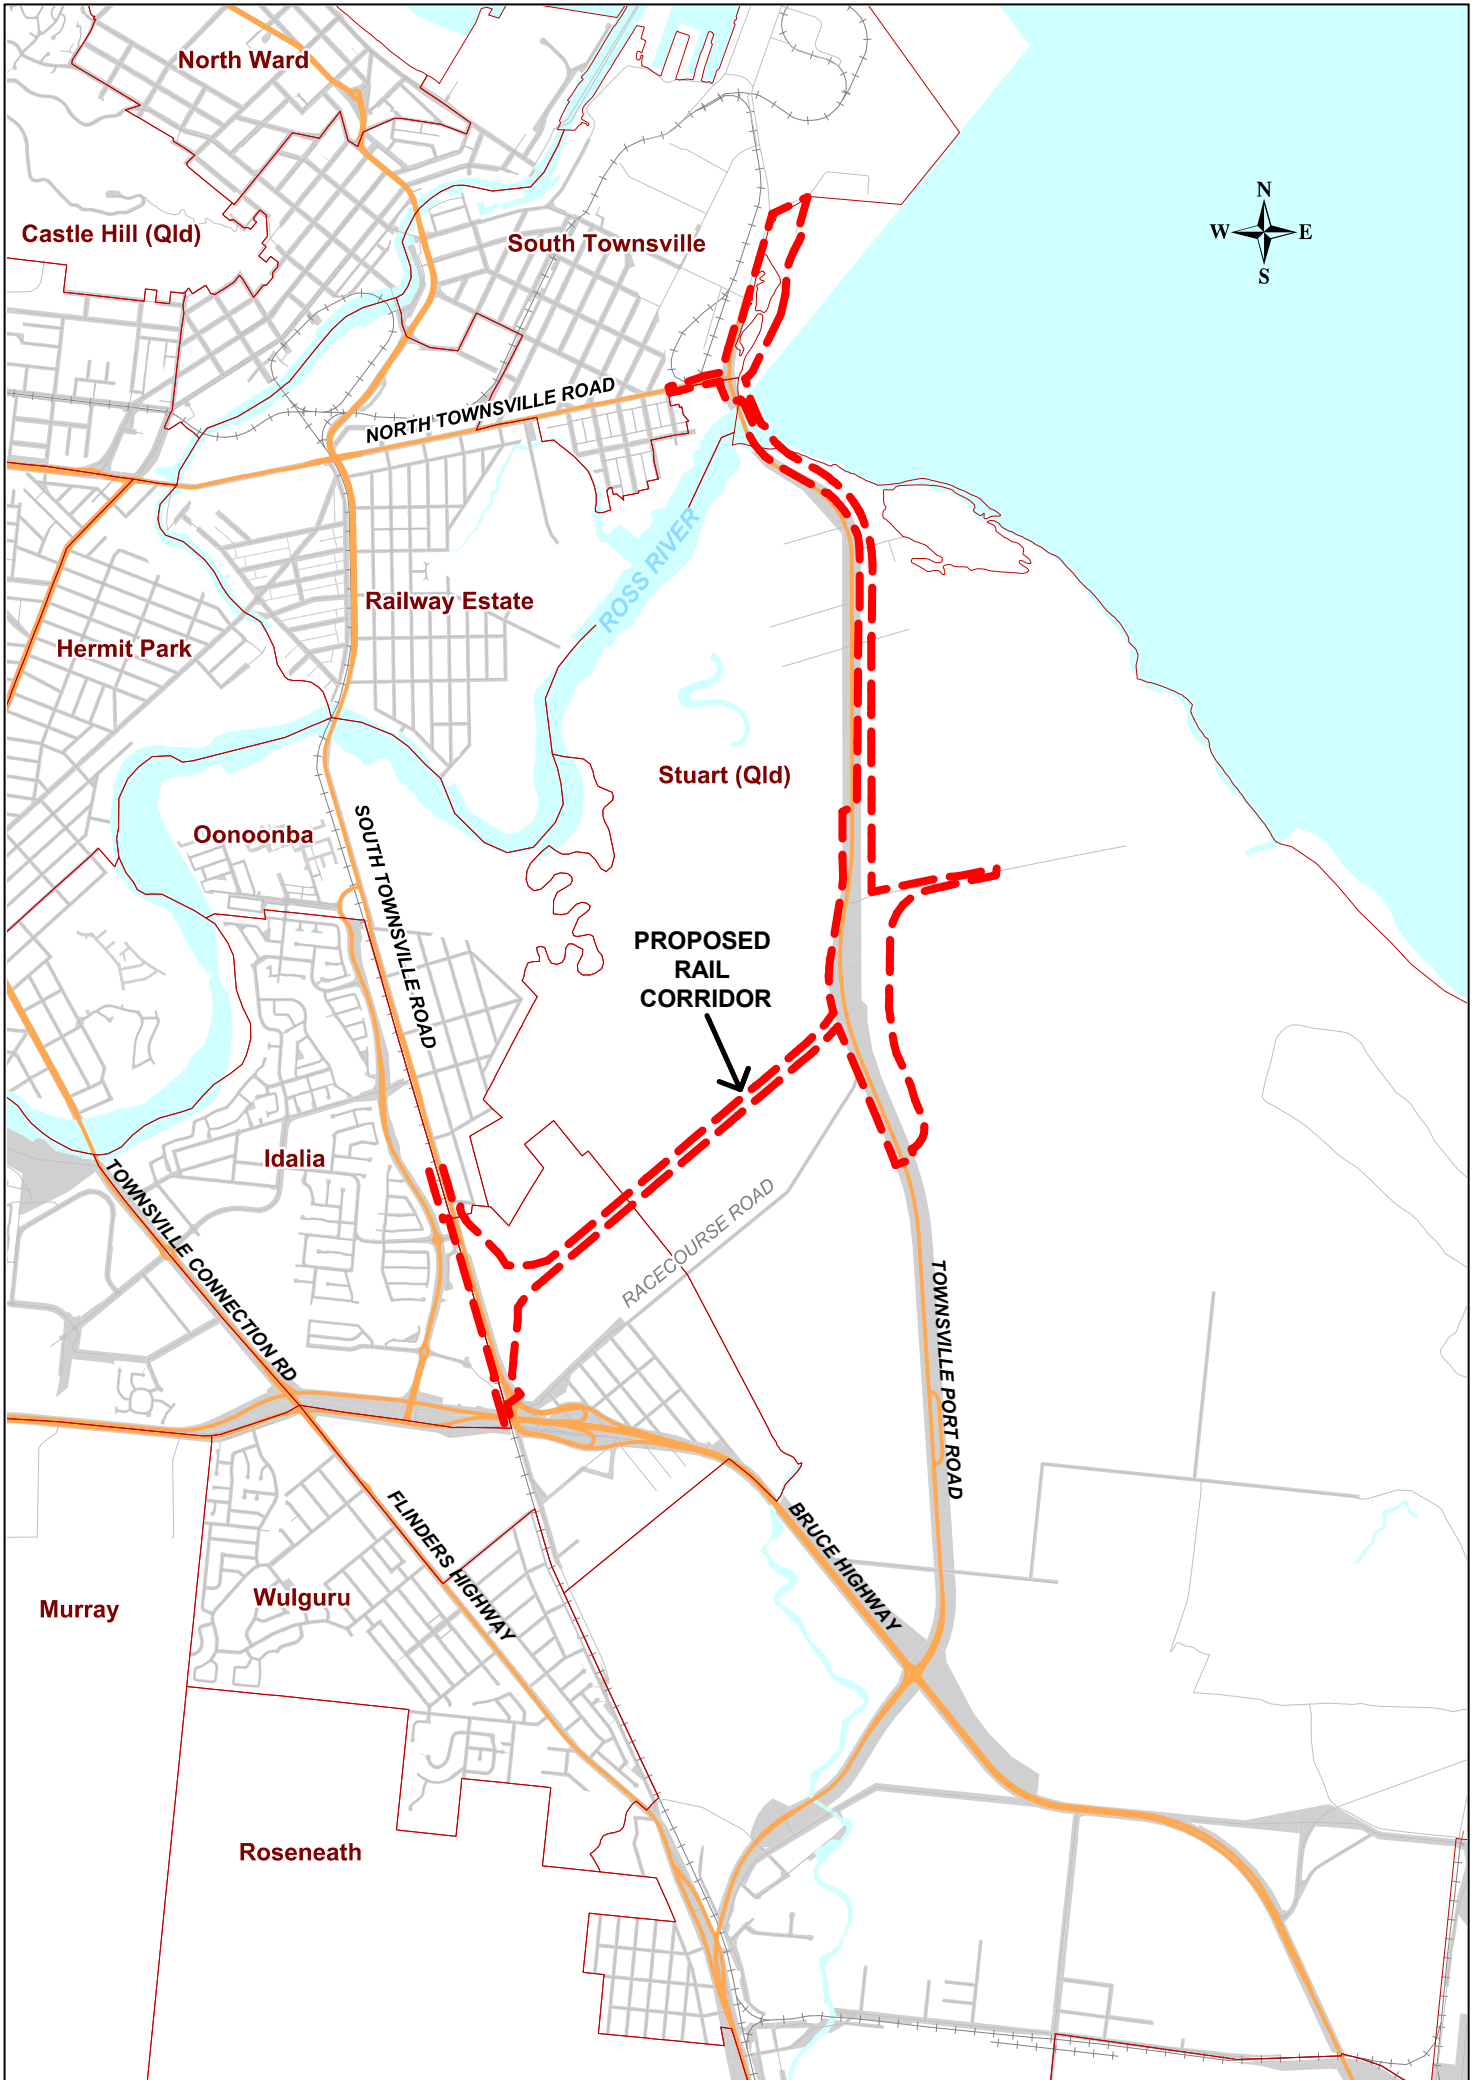 North Ward
N
W
E
S
Castle Hill (Qld)
South Townsville
NORTH TOWNSVILLE ROAD
ROSS RIVER
Railway Estate
Hermit Park
Stuart (Qld)
Oonoonba
SOUTH TOWNSVILLE ROAD
PROPOSED
RAIL
CORRIDOR
Idalia
TOWNSVILLE CONNECTION RD
RACECOURSE ROAD
TOWNSVILLE PORT ROAD
FLINDERS HIGHWAY
BRUCE HIGHWAY
Murray
Wulguru
Roseneath